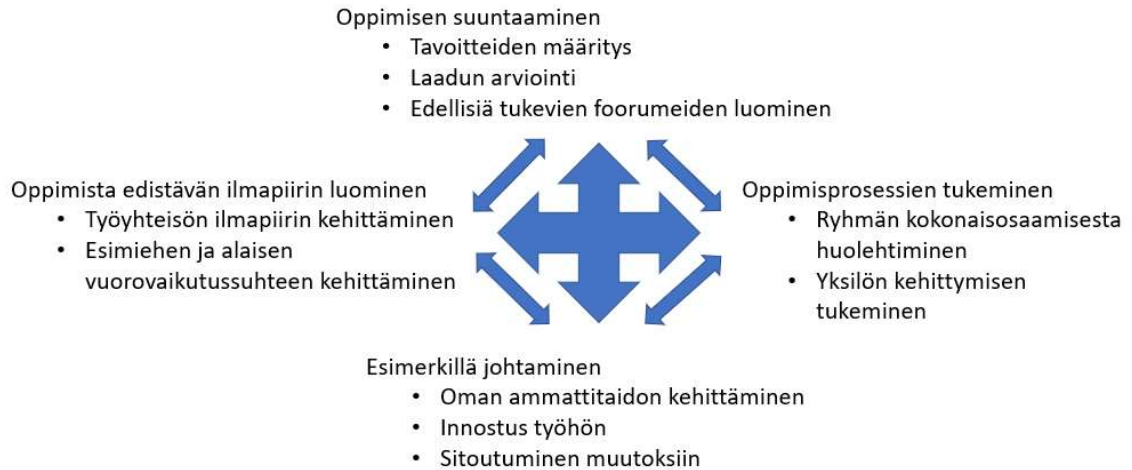 Oppimisen suuntaaminen
• Tavoitteiden määritys
• Laadun arviointi
• Edellisiä tukevien foorumeiden luominen
Oppimista edistävän ilmapiirin luominen
• Työyhteisön ilmapiirin kehittäminen
• Esimiehen ja alaisen
vuorovaikutussuhteen kehittäminen
Oppimisprosessien tukeminen
• Ryhmän kokonaisosaamisesta
huolehtiminen
• Yksilön kehittymisen
tukeminen
Esimerkillä johtaminen
• Oman ammattitaidon kehittäminen
• Innostus työhön
• Sitoutuminen muutoksiin